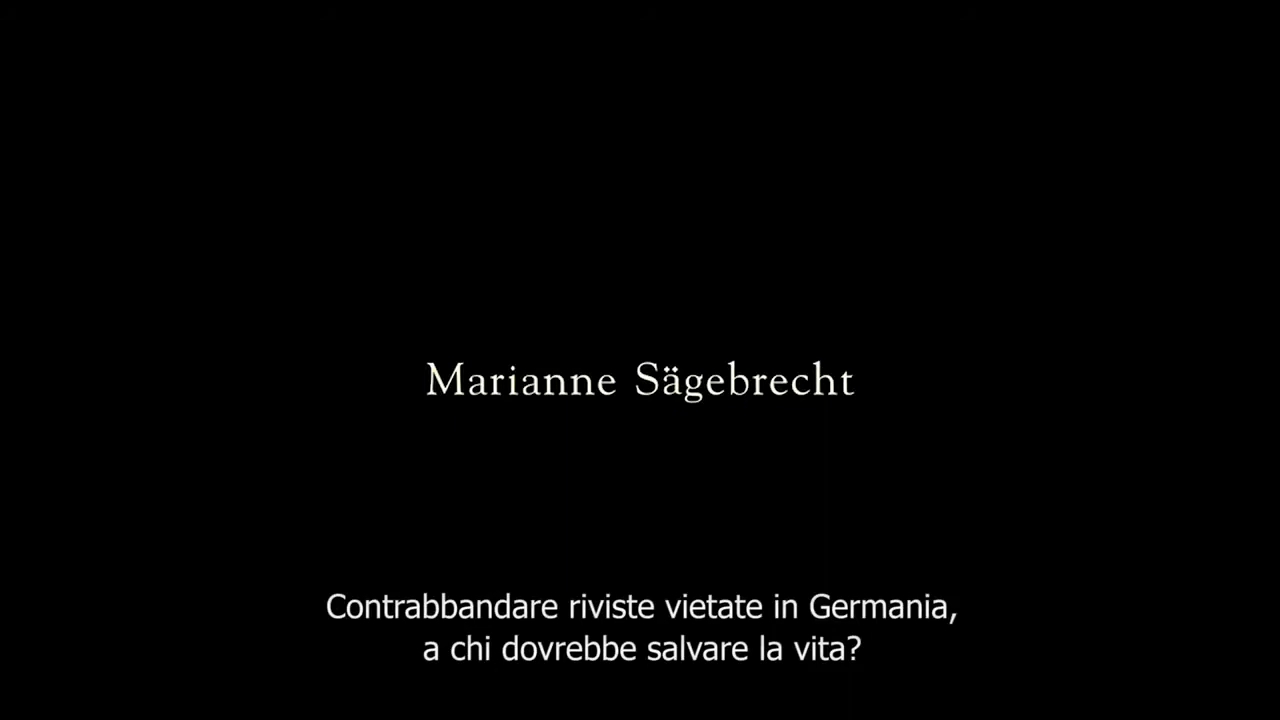 Marianne Sägebrecht
Contrabbandare riviste vietate in Germania,
a chi dovrebbe salvare la vita?